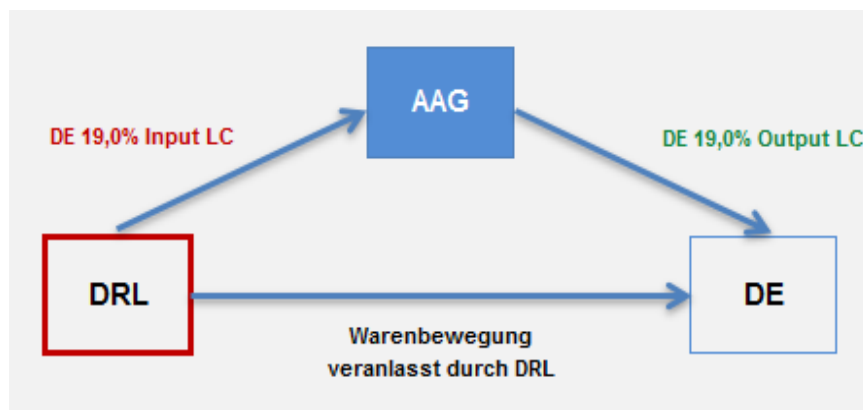 AAG
DE 19,0% Input LC
DE 19,0% Output LC
DRL
DE
Warenbewegung
veranlasst durch DRL